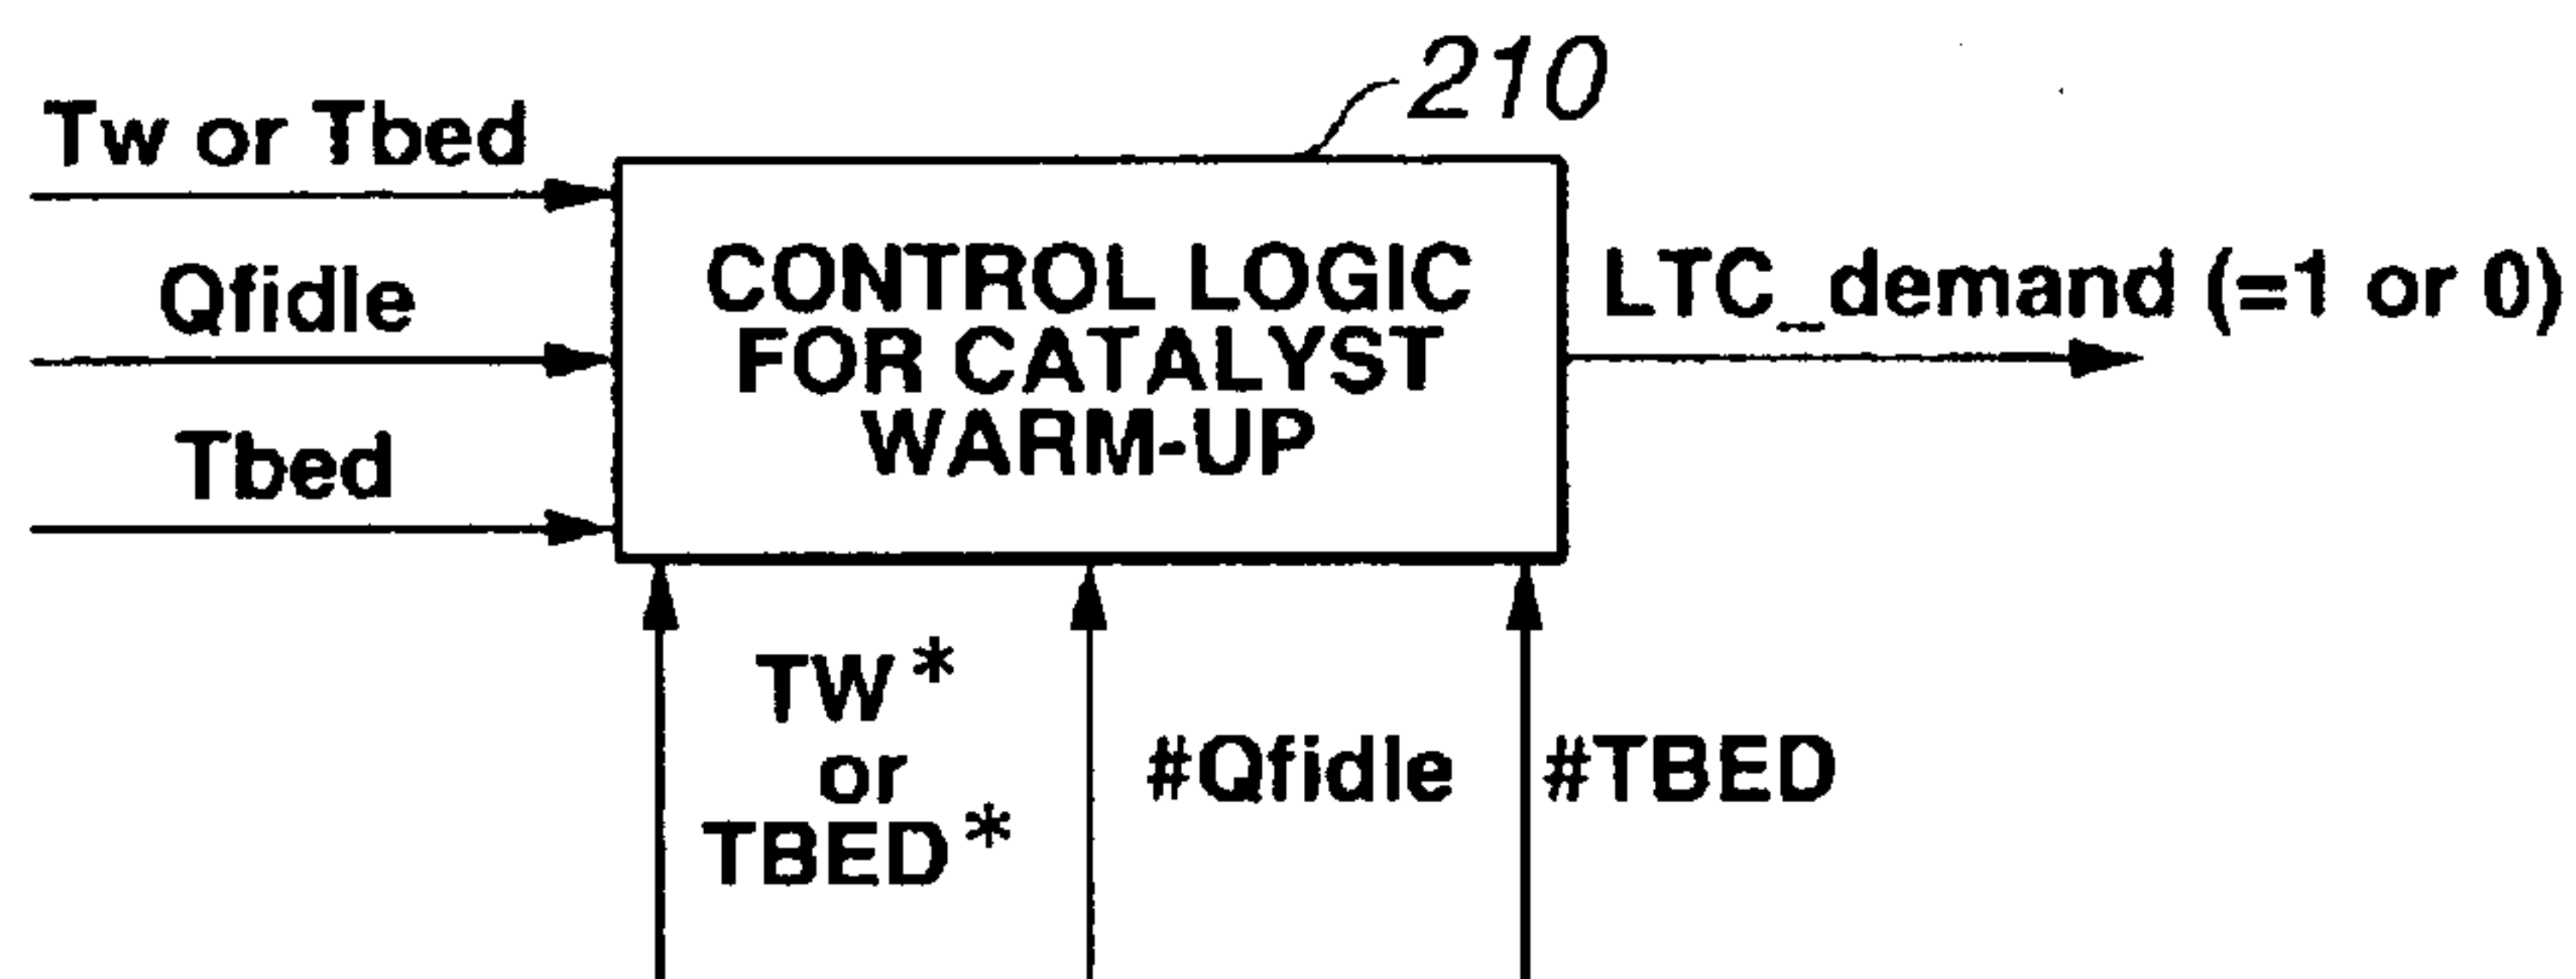 210
Tw or Tbed
Qfidle
Tbed
CONTROL LOGIC
FOR CATALYST
WARM-UP
LTC_demand (=1 or 0)
TW*
or
TBED*
#Qfidle
#TBED